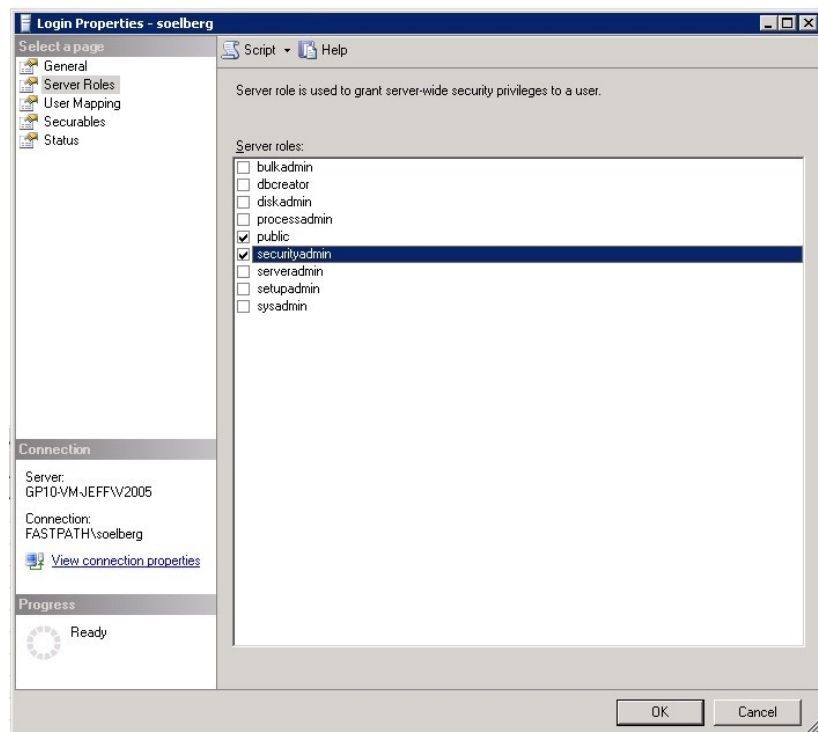 Login Properties - soelberg
Select a page
General
Server Roles
User Mapping
Securables
Status
Script
Help
Server role is used to grant server-wide security privileges to a user.
Server roles:
bulkadmin
dbcreator
diskadmin
processadmin
public
securityadmin
serveradmin
setupadmin
sysadmin
Connection
Server:
GP10-VM-JEFF\V2005
Connection:
FASTPATH\soelberg
View connection properties
Progress
Ready
OK
Cancel